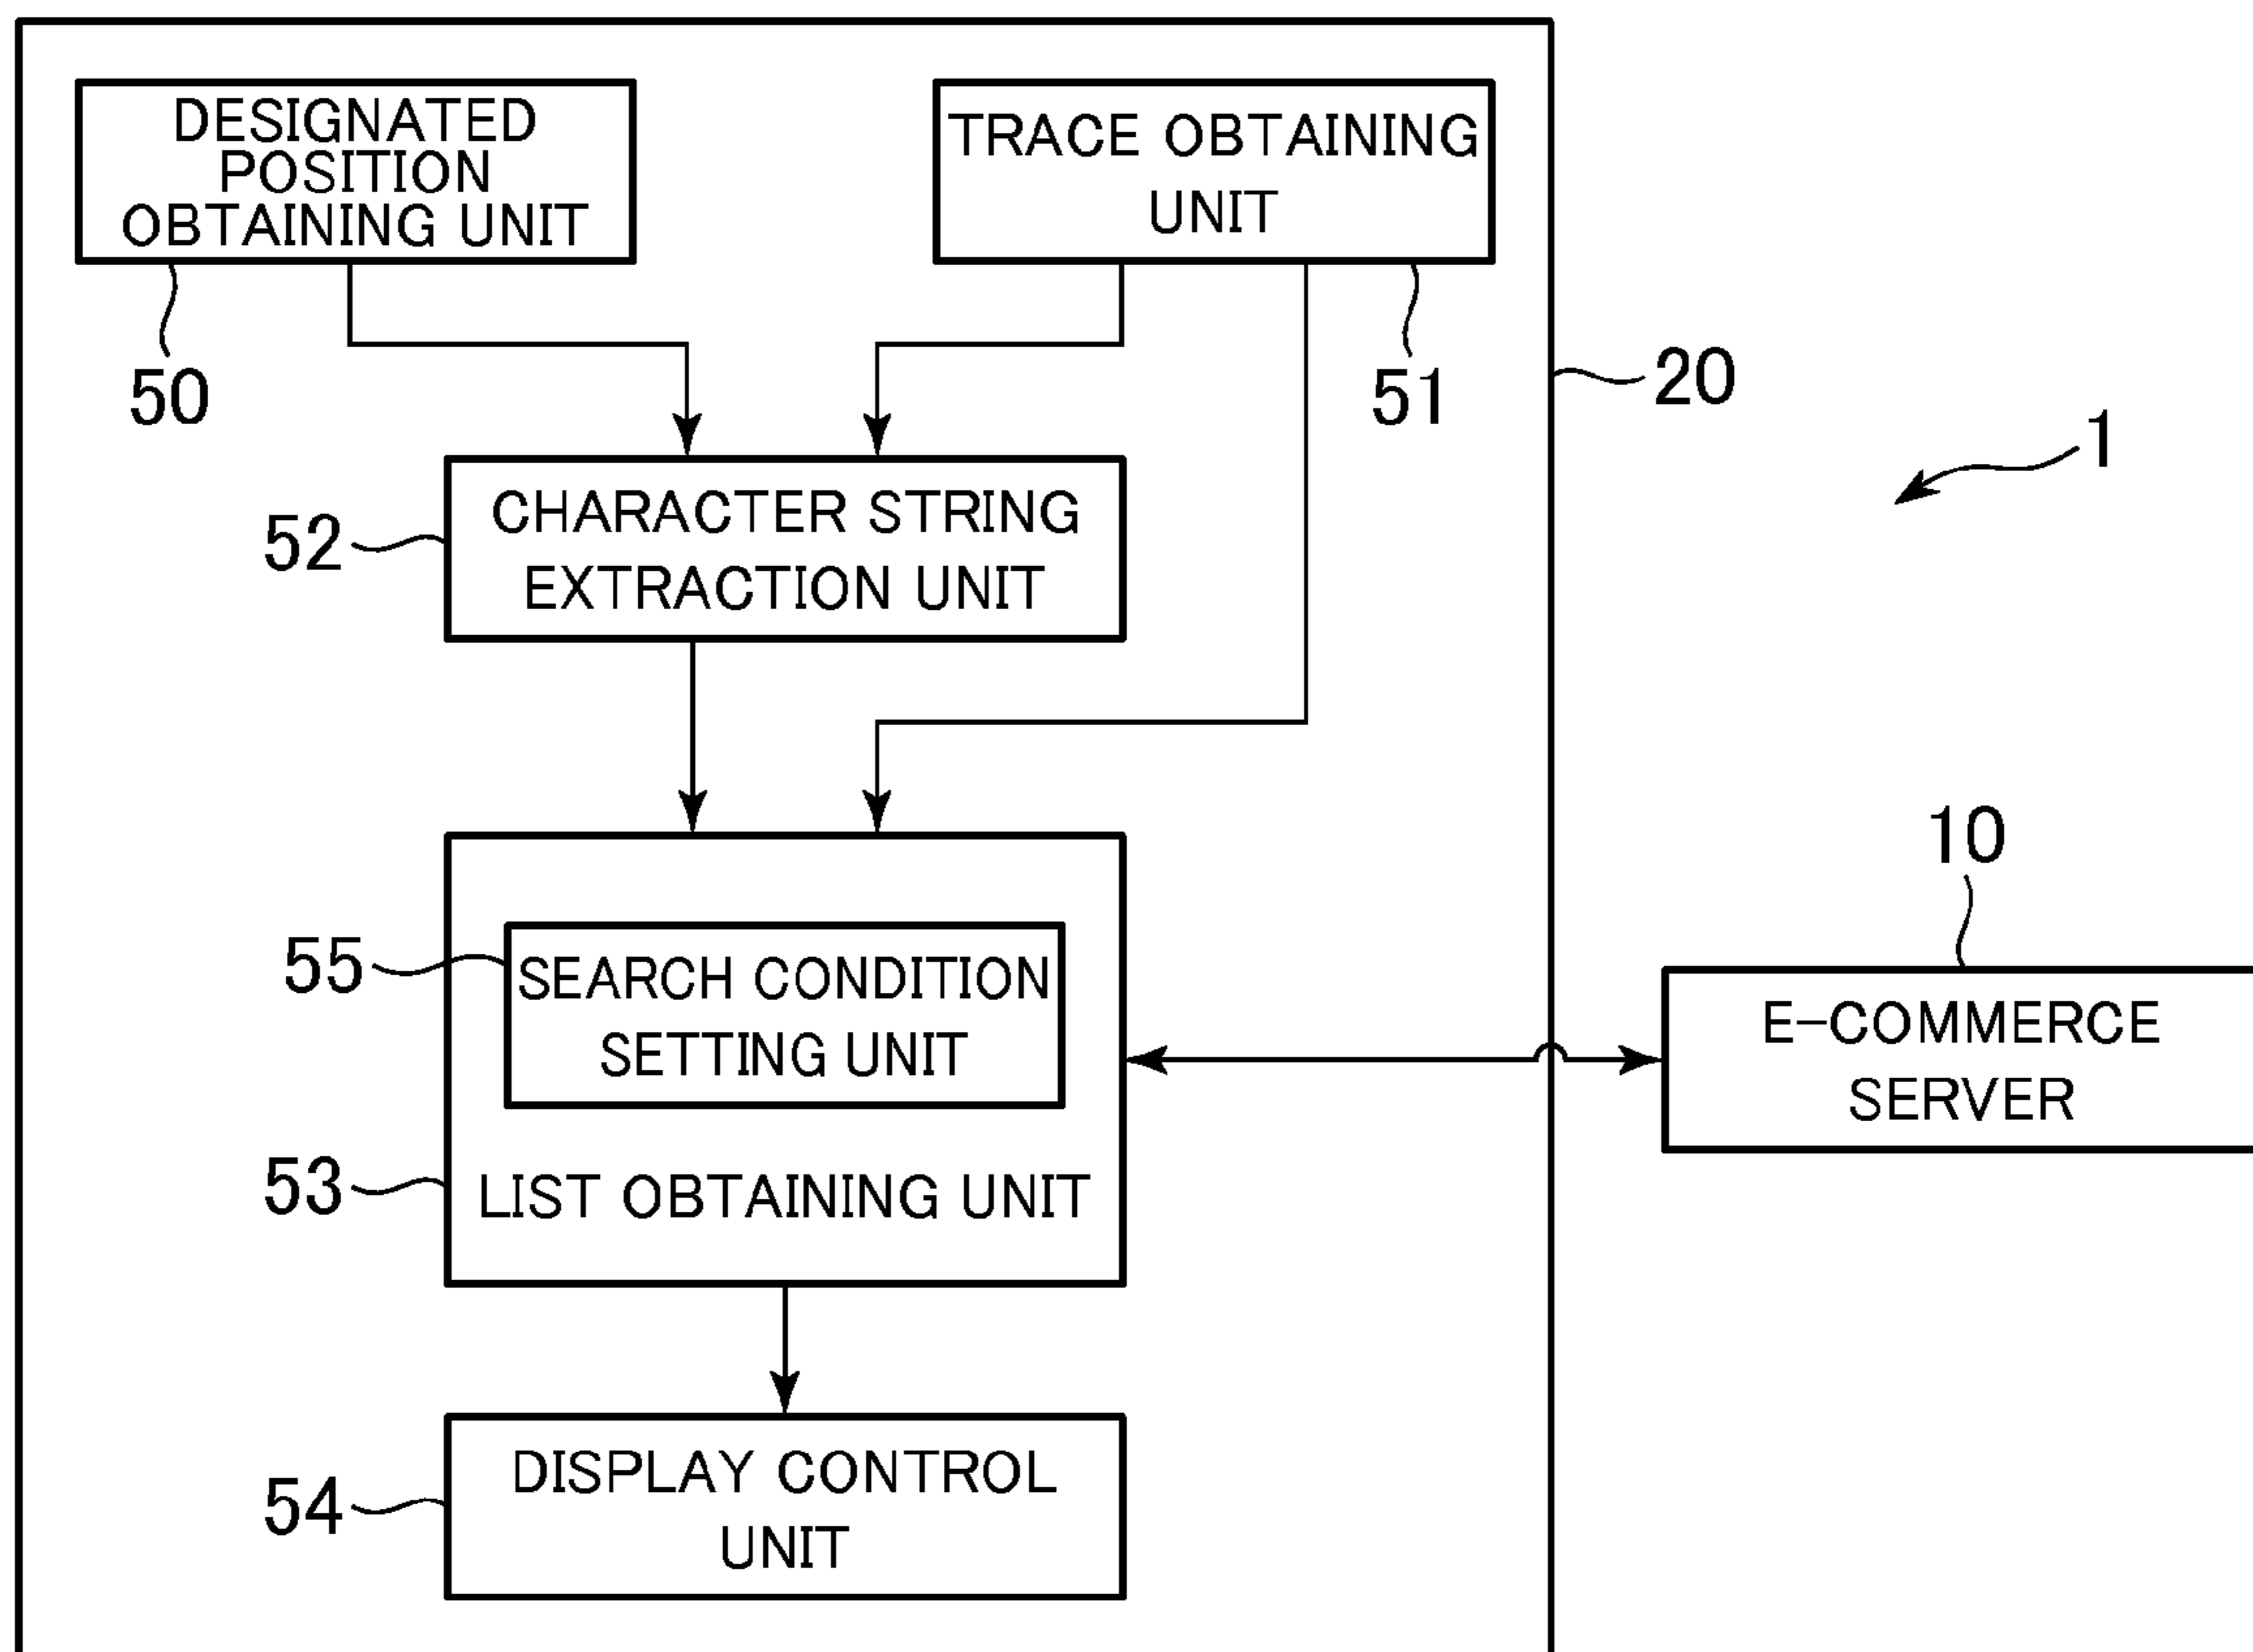 DESIGNATED
POSITION
OBTAINING UNIT
TRACE OBTAINING
UNIT
50
51
20
1
CHARACTER STRING
EXTRACTION UNIT
52
10
55
SEARCH CONDITION
SETTING UNIT
E-COMMERCE
SERVER
53
LIST OBTAINING UNIT
54
DISPLAY CONTROL
UNIT